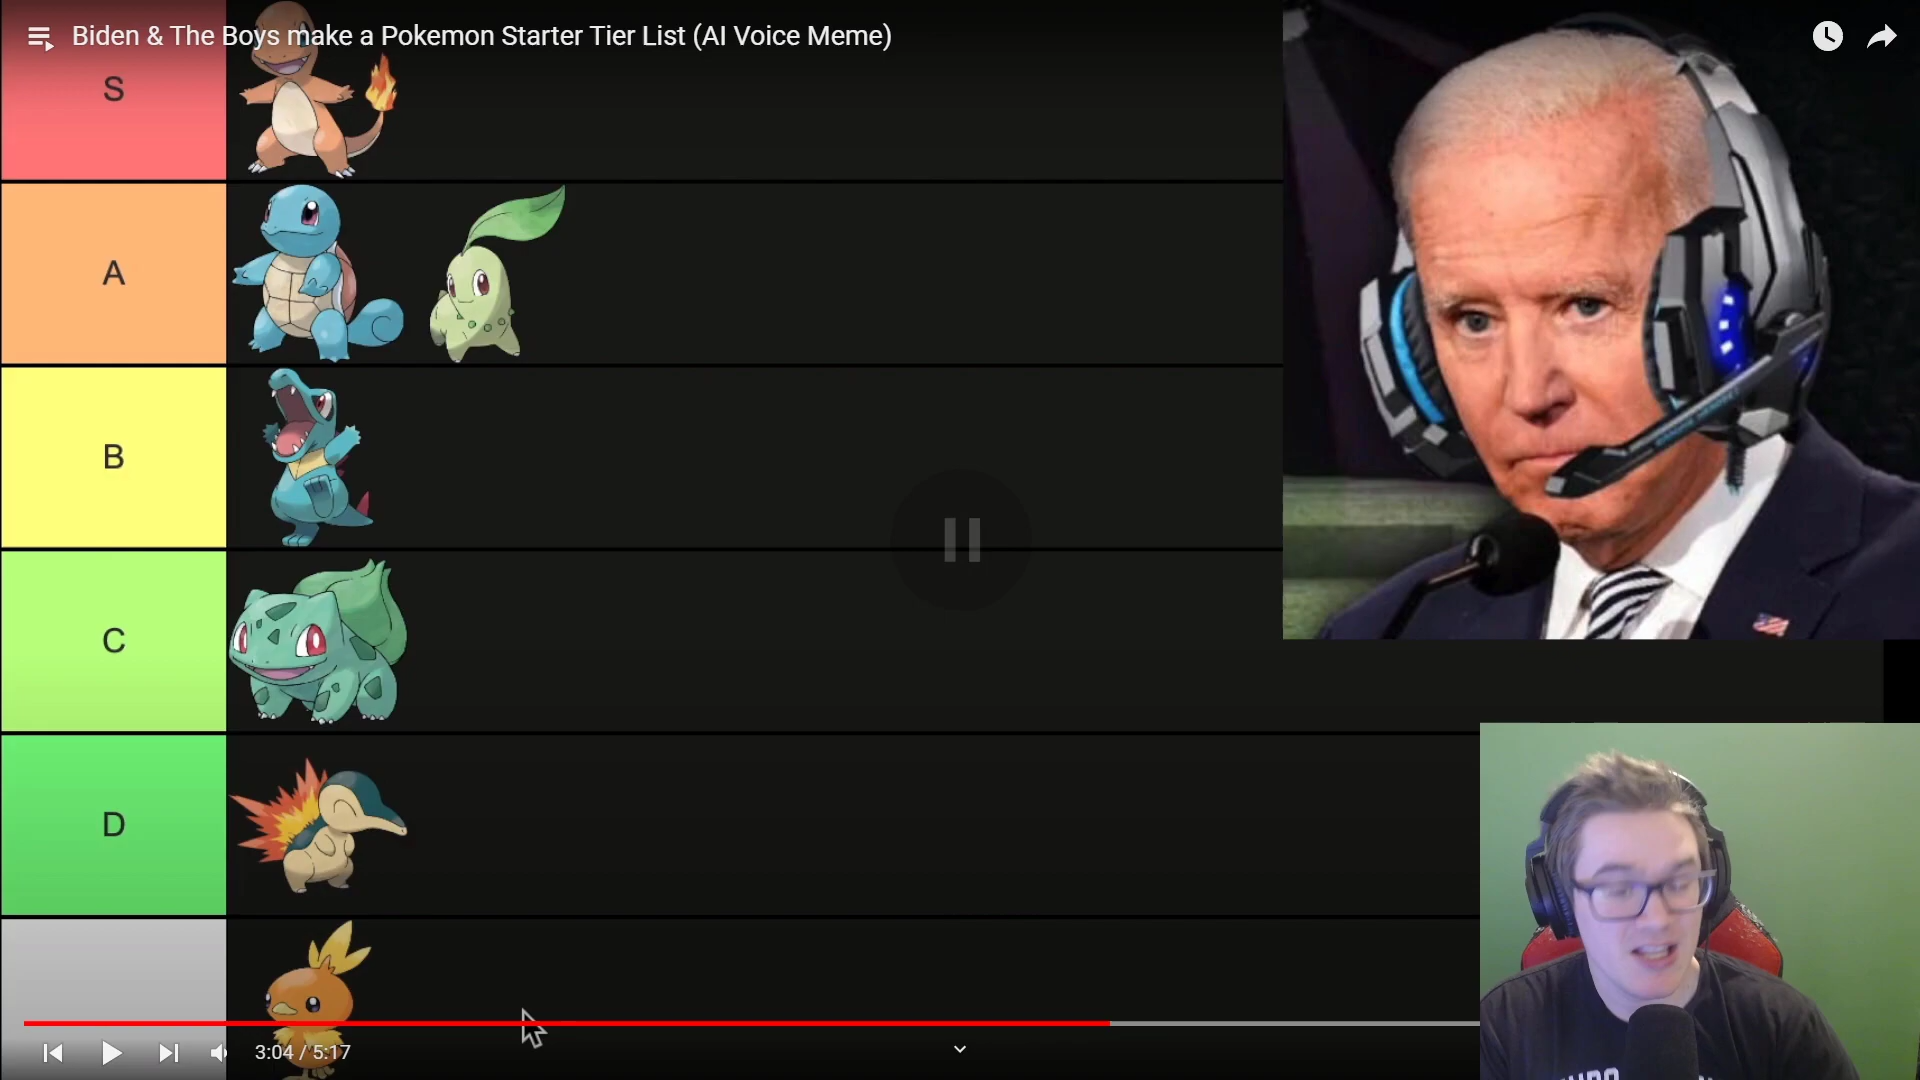 Biden & The Boys make a Pokemon Starter Tier List (AI Voice Meme)
S
A
B
C
D
3:04 / 5:17